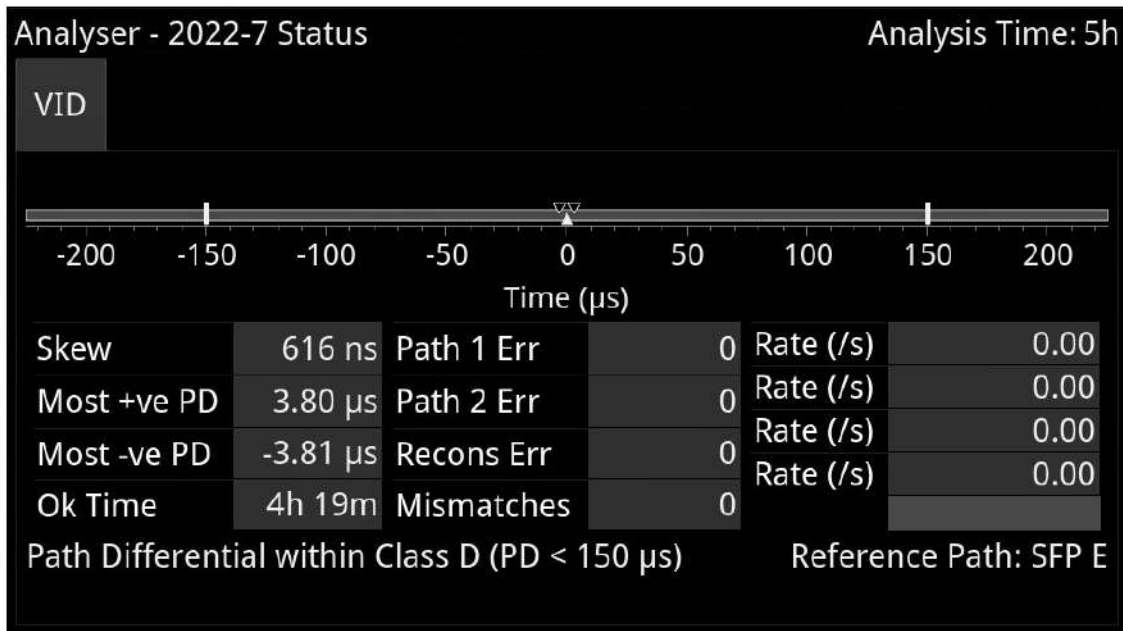 Analyser - 2022-7 Status Analysis Time: 5h
VID
-200 -150 -100 -50 0 50 100 150 200
Time (µs)
Skew 616 ns Path 1 Err 0 Rate (/s) 0.00
Most +ve PD 3.80 µs Path 2 Err 0 Rate (/s) 0.00
Most -ve PD -3.81 µs Recons Err 0 Rate (/s) 0.00
Ok Time 4h 19m Mismatches 0 Rate (/s) 0.00
Path Differential within Class D (PD < 150 µs) Reference Path: SFP E